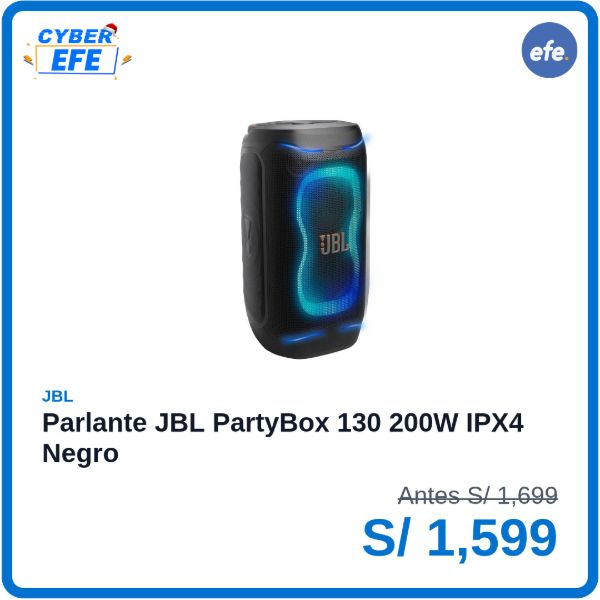 CYBER
EFE
efe.
JBL
JBL
Parlante JBL PartyBox 130 200W IPX4
Negro
Antes S/ 1,699
S/ 1,599